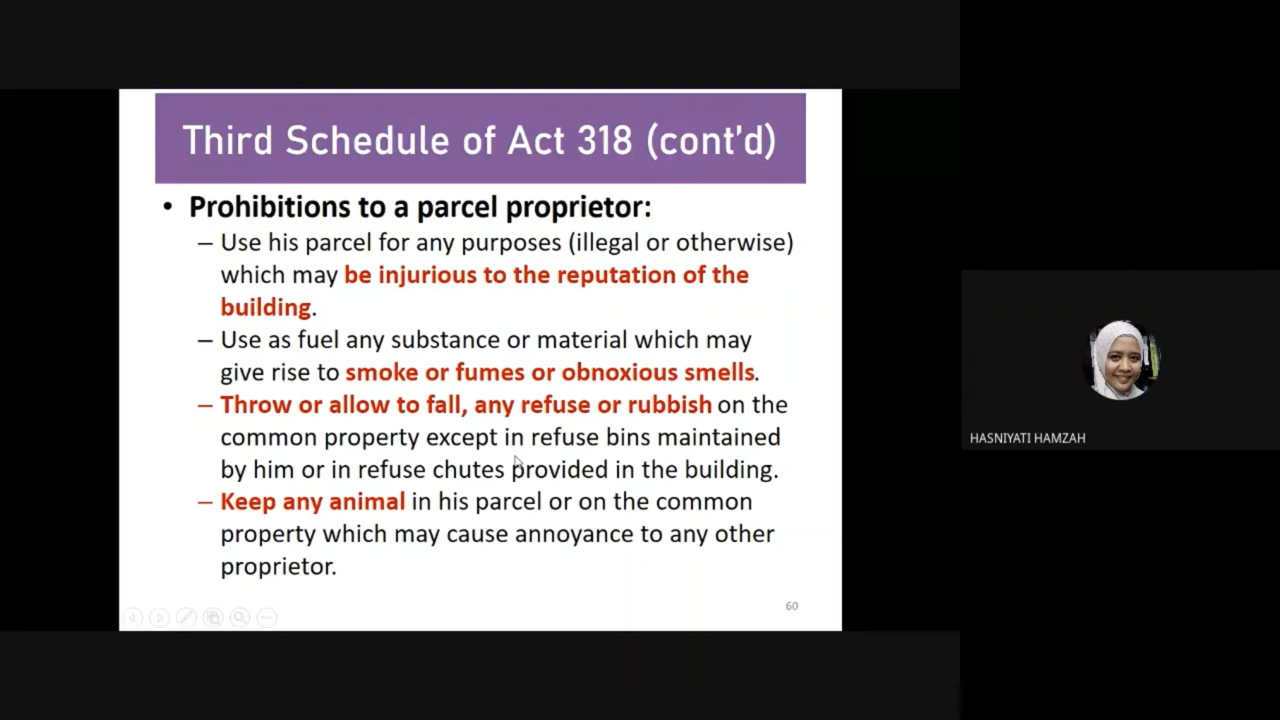 Third Schedule of Act 318 (cont'd)
• Prohibitions to a parcel proprietor:
– Use his parcel for any purposes (illegal or otherwise)
which may be injurious to the reputation of the
building.
– Use as fuel any substance or material which may
give rise to smoke or fumes or obnoxious smells.
– Throw or allow to fall, any refuse or rubbish on the
common property except in refuse bins maintained
by him or in refuse chutes provided in the building.
– Keep any animal in his parcel or on the common
property which may cause annoyance to any other
proprietor.
60
HASNIYATI HAMZAH